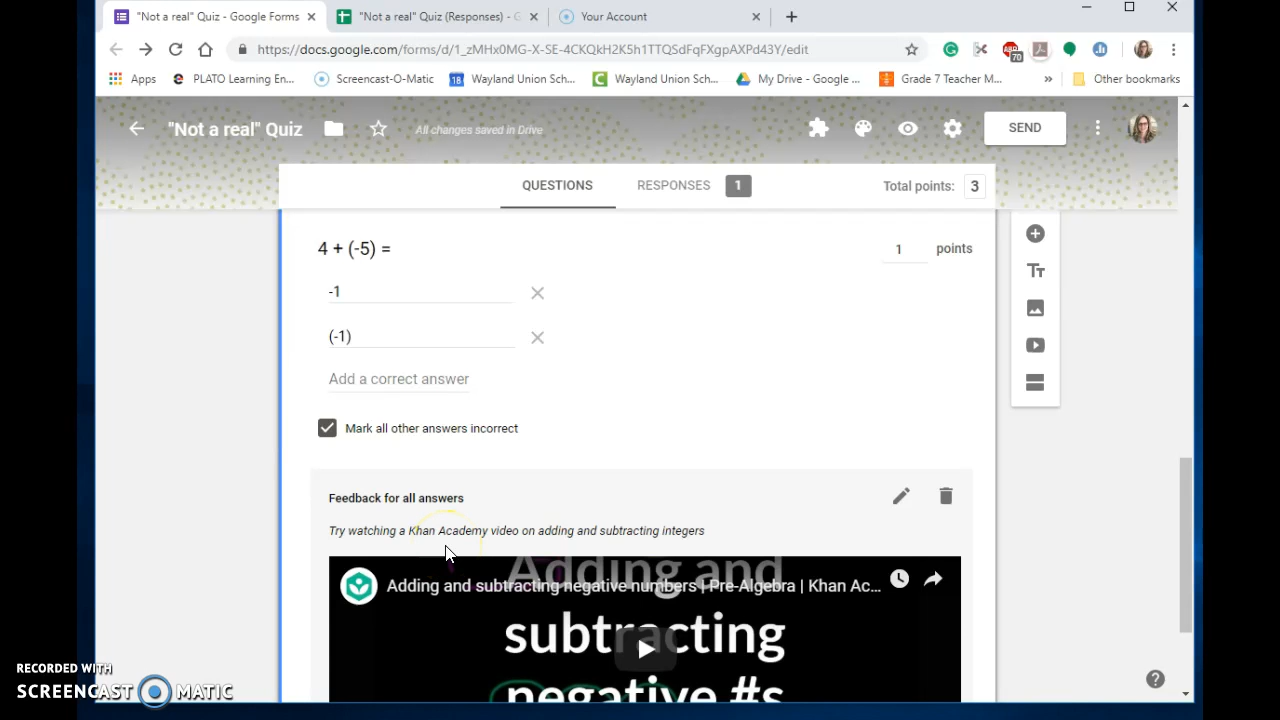 "Not a real" Quiz - Google Forms
"Not a real" Quiz (Responses) - G
Your Account
https://docs.google.com/forms/d/1_zMHx0MG-X-SE-4CKQkH2K5h1TTQSdFqFXgpAXPd43Y/edit
70
Apps
PLATO Learning En...
Screencast-O-Matic
18
Wayland Union Sch...
Wayland Union Sch...
My Drive - Google ...
Grade 7 Teacher M...
»
Other bookmarks
"Not a real" Quiz
All changes saved in Drive
SEND
QUESTIONS
RESPONSES
1
Total points:
3
4 + (-5) =
1
points
-1
(-1)
Add a correct answer
Mark all other answers incorrect
Feedback for all answers
Try watching a Khan Academy video on adding and subtracting integers
Adding and
Adding and subtracting negative numbers | Pre-Algebra | Khan Ac...
subtracting
negative #s
RECORDED WITH
SCREENCAST MATIC